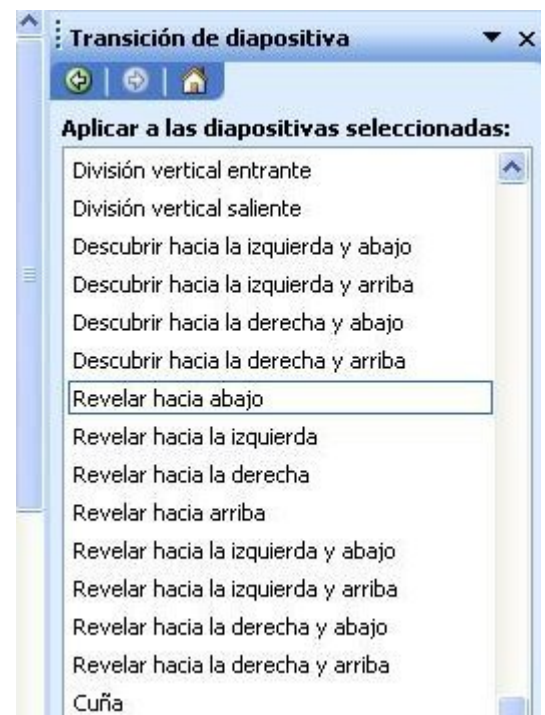 Transición de diapositiva
Aplicar a las diapositivas seleccionadas:
División vertical entrante
División vertical saliente
Descubrir hacia la izquierda y abajo
Descubrir hacia la izquierda y arriba
Descubrir hacia la derecha y abajo
Descubrir hacia la derecha y arriba
Revelar hacia abajo
Revelar hacia la izquierda
Revelar hacia la derecha
Revelar hacia arriba
Revelar hacia la izquierda y abajo
Revelar hacia la izquierda y arriba
Revelar hacia la derecha y abajo
Revelar hacia la derecha y arriba
Cuña